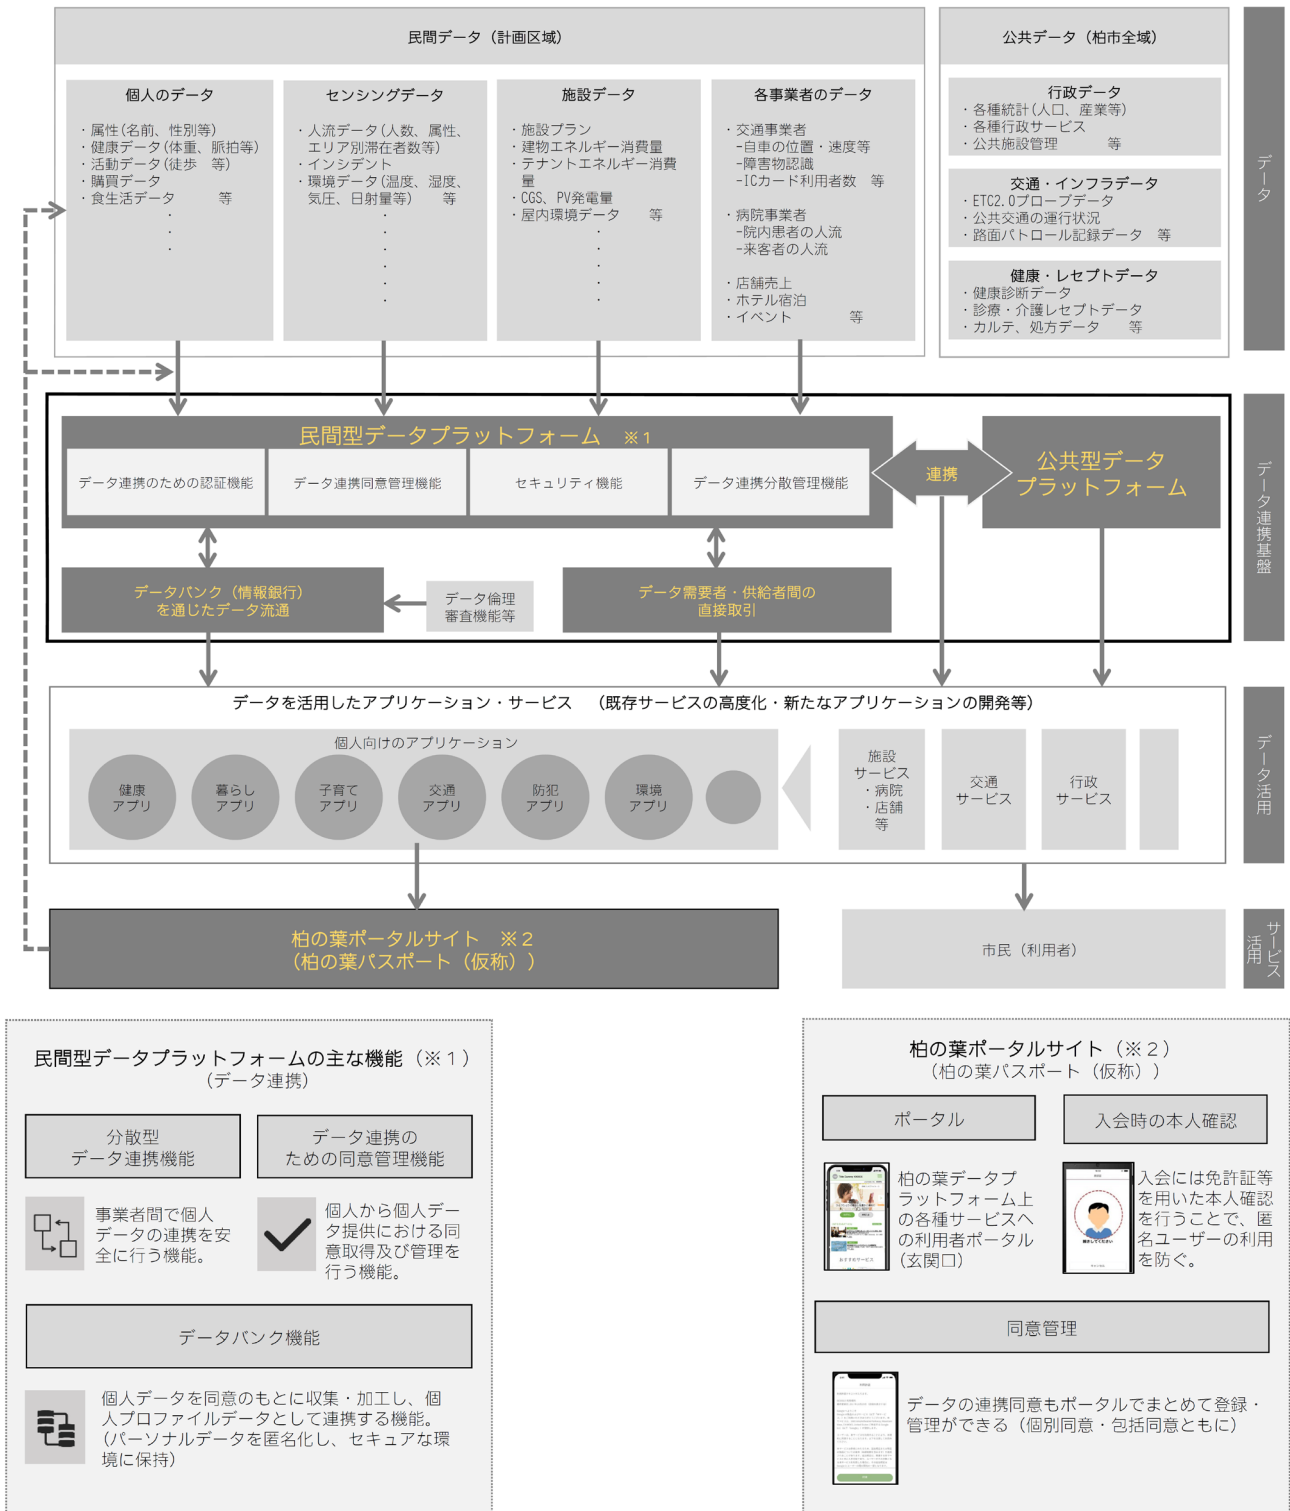 民間データ（計画区域）
個人のデータ
・属性(名前、性別等)
・健康データ(体重、脈拍等)
・活動データ(徒歩　等)
・購買データ
・食生活データ　　　等
・
・
・
センシングデータ
・人流データ(人数、属性、
エリア別滞在者数等)
・インシデント
・環境データ(温度、湿度、
気圧、日射量等)　　等
・
・
・
・
・
施設データ
・施設プラン
・建物エネルギー消費量
・テナントエネルギー消費
量
・CGS、PV発電量
・屋内環境データ　　等
・
・
・
・
・
各事業者のデータ
・交通事業者
-自車の位置・速度等
-障害物認識
-ICカード利用者数　等
・病院事業者
-院内患者の人流
-来客者の人流
・店舗売上
・ホテル宿泊
・イベント　　　　等
公共データ（柏市全域）
行政データ
・各種統計(人口、産業等)
・各種行政サービス
・公共施設管理　　　等
交通・インフラデータ
・ETC2.0プローブデータ
・公共交通の運行状況
・路面パトロール記録データ　等
健康・レセプトデータ
・健康診断データ
・診療・介護レセプトデータ
・カルテ、処方データ　　等
データ
民間型データプラットフォーム　※１
データ連携のための認証機能
データ連携同意管理機能
セキュリティ機能
データ連携分散管理機能
連携
公共型データ
プラットフォーム
データバンク（情報銀行）
を通じたデータ流通
データ倫理
審査機能等
データ需要者・供給者間の
直接取引
データ連携基盤
データを活用したアプリケーション・サービス　（既存サービスの高度化・新たなアプリケーションの開発等）
個人向けのアプリケーション
健康
アプリ
暮らし
アプリ
子育て
アプリ
交通
アプリ
防犯
アプリ
環境
アプリ
施設
サービス
・病院
・店舗
等
交通
サービス
行政
サービス
データ活用
柏の葉ポータルサイト　※２
（柏の葉パスポート（仮称））
市民（利用者）
サービス
活用
民間型データプラットフォームの主な機能（※１）
（データ連携）
分散型
データ連携機能
データ連携の
ための同意管理機能
事業者間で個人
データの連携を安
全に行う機能。
個人から個人デー
タ提供における同
意取得及び管理を
行う機能。
データバンク機能
個人データを同意のもとに収集・加工し、個
人プロファイルデータとして連携する機能。
（パーソナルデータを匿名化し、セキュアな環
境に保持）
柏の葉ポータルサイト（※２）
（柏の葉パスポート（仮称））
ポータル
入会時の本人確認
おすすめサービス
柏の葉データプ
ラットフォーム上
の各種サービスへ
の利用者ポータル
（玄関口）
入会には免許証等
を用いた本人確認
を行うことで、匿
名ユーザーの利用
を防ぐ。
同意管理
データの連携同意もポータルでまとめて登録・
管理ができる（個別同意・包括同意ともに）